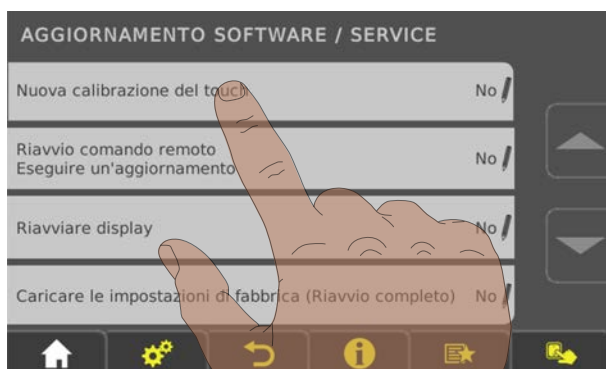 AGGIORNAMENTO SOFTWARE / SERVICE
Nuova calibrazione del touch No
Riavvio comando remoto
Eseguire un'aggiornamento No
Riavviare display No
Caricare le impostazioni di fabbrica (Riavvio completo) No